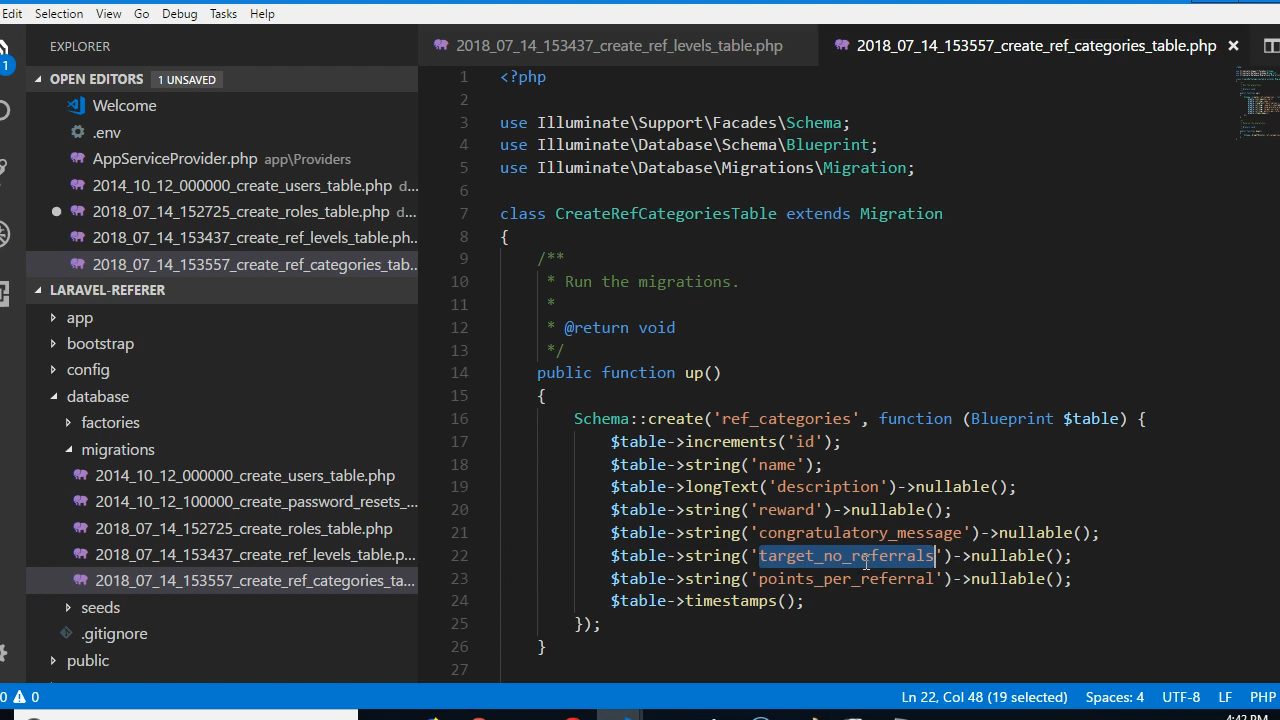 Edit Selection View Go Debug Tasks Help
EXPLORER
OPEN EDITORS 1 UNSAVED
Welcome
.env
AppServiceProvider.php app\Providers
2014_10_12_000000_create_users_table.php d...
2018_07_14_152725_create_roles_table.php d...
2018_07_14_153437_create_ref_levels_table.ph...
2018_07_14_153557_create_ref_categories_tab...
LARAVEL-REFERER
app
bootstrap
config
database
factories
migrations
2014_10_12_000000_create_users_table.php
2014_10_12_100000_create_password_resets_...
2018_07_14_152725_create_roles_table.php
2018_07_14_153437_create_ref_levels_table.p...
2018_07_14_153557_create_ref_categories_ta...
seeds
.gitignore
public
1
2018_07_14_153437_create_ref_levels_table.php
2018_07_14_153557_create_ref_categories_table.php
1 <?php
2
3 use Illuminate\Support\Facades\Schema;
4 use Illuminate\Database\Schema\Blueprint;
5 use Illuminate\Database\Migrations\Migration;
6
7 class CreateRefCategoriesTable extends Migration
8 {
9 /**
10 * Run the migrations.
11 *
12 * @return void
13 */
14 public function up()
15 {
16 Schema::create('ref_categories', function (Blueprint $table) {
17 $table->increments('id');
18 $table->string('name');
19 $table->longText('description')->nullable();
20 $table->string('reward')->nullable();
21 $table->string('congratulatory_message')->nullable();
22 $table->string('target_no_referrals')->nullable();
23 $table->string('points_per_referral')->nullable();
24 $table->timestamps();
25 });
26 }
27
0 0 Ln 22, Col 48 (19 selected) Spaces: 4 UTF-8 LF PHP
4:42 PM